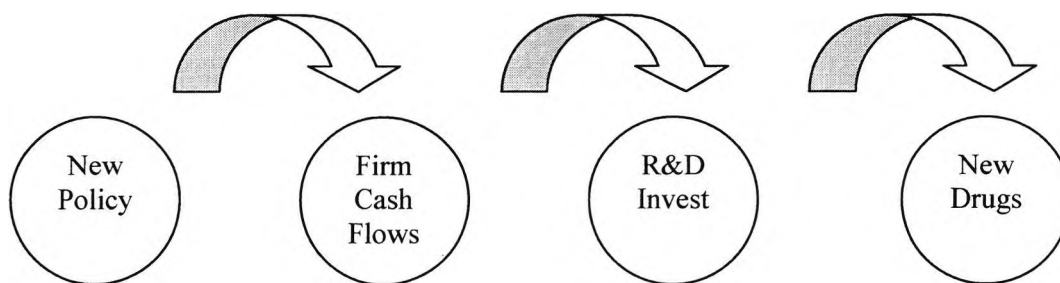 New
Policy
Firm
Cash
Flows
R&D
Invest
New
Drugs